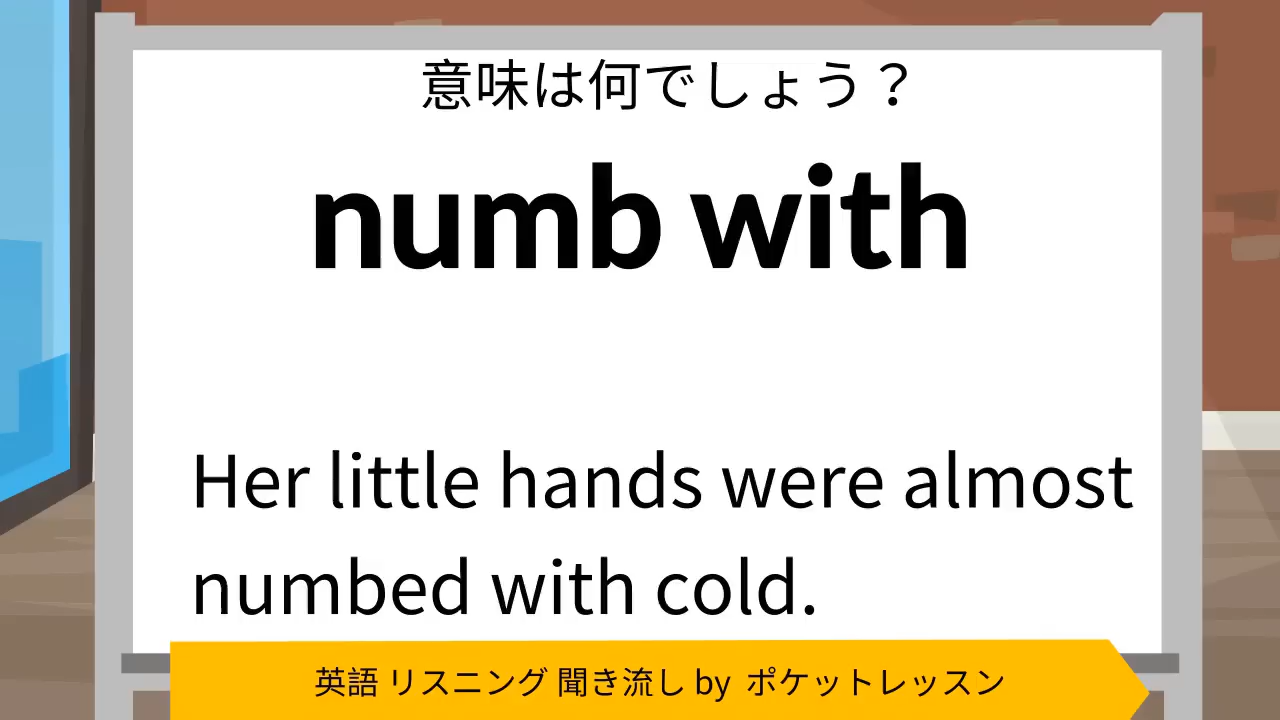 意味は何でしょう？
numb with
Her little hands were almost
numbed with cold.
英語 リスニング 聞き流し by ポケットレッスン